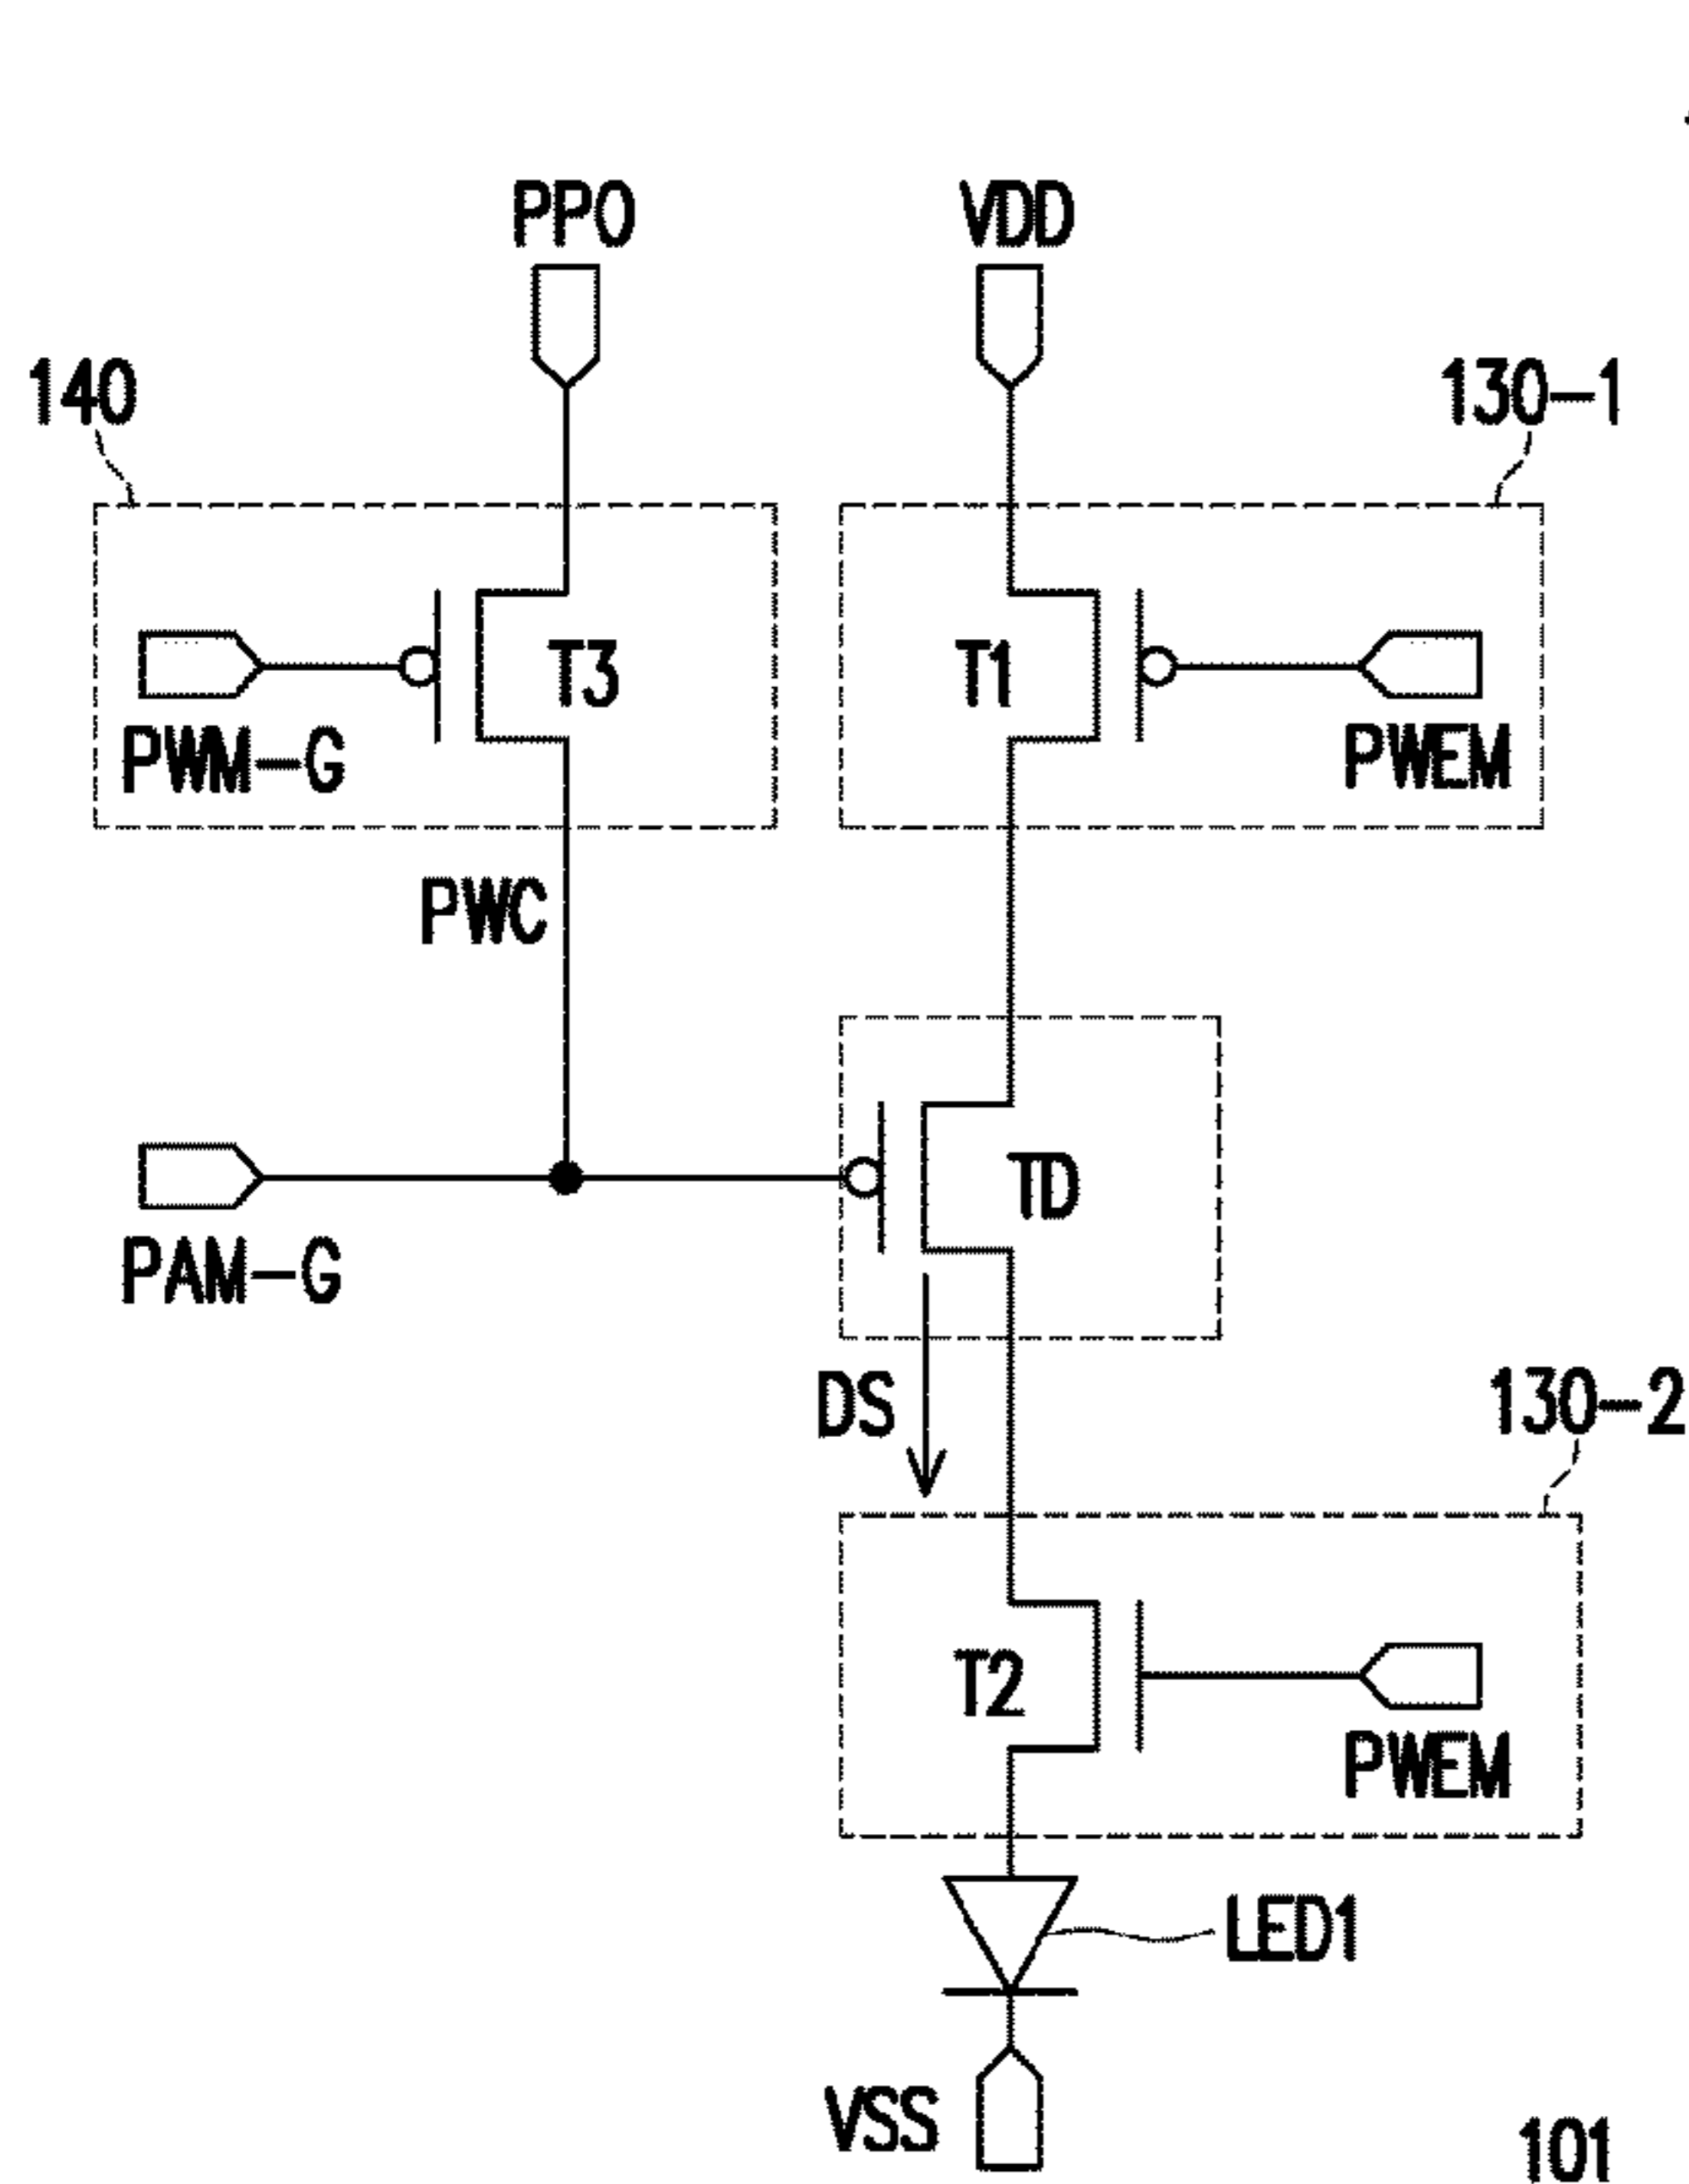 PPO
VDD
140
130-1
T3
T1
PWM-G
PWEM
PWC
TD
PAM-G
DS
130-2
T2
PWEM
LED1
VSS
101